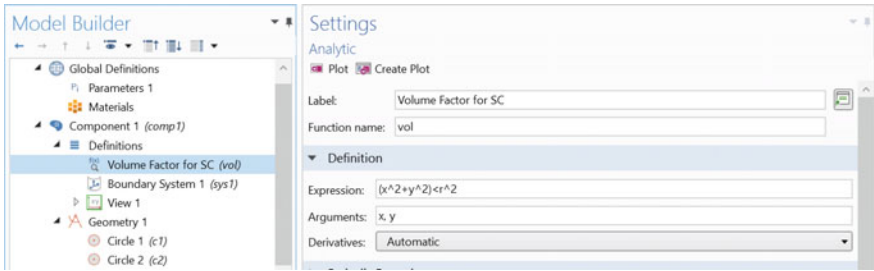 Model Builder
Global Definitions
Pi Parameters 1
Materials
Component 1 (comp1)
Definitions
f(x) Volume Factor for SC (vol)
Boundary System 1 (sys1)
View 1
Geometry 1
Circle 1 (c1)
Circle 2 (c2)
Settings
Analytic
Plot Create Plot
Label: Volume Factor for SC
Function name: vol
Definition
Expression: (x^2+y^2)<r^2
Arguments: x, y
Derivatives: Automatic